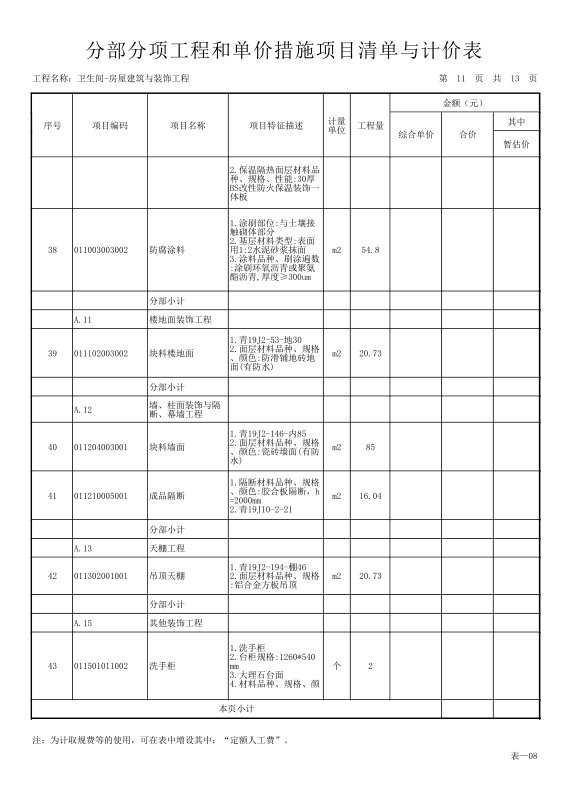 分部分项工程和单价措施项目清单与计价表
工程名称：卫生间-房屋建筑与装饰工程
第 11 页 共 13 页
序号 项目编码 项目名称 项目特征描述 计量单位 工程量 金额（元）
综合单价 合价 其中
暂估价
2.保温隔热面层材料品
种、规格、性能:30厚
BS改性防火保温装饰一
体板
38 011003003002 防腐涂料 m2 54.8
1.涂刷部位:与土壤接
触砌体部分
2.基层材料类型:表面
用1:2水泥砂浆抹面
3.涂料品种、刷涂遍数
:涂刷环氧沥青或聚氨
酯沥青,厚度≥300um
分部小计
A.11 楼地面装饰工程
39 011102003002 块料楼地面 m2 20.73
1.青19J2-53-地30
2.面层材料品种、规格
、颜色:防滑铺地砖地
面(有防水)
分部小计
A.12 墙、柱面装饰与隔
断、幕墙工程
40 011204003001 块料墙面 m2 85
1.青19J2-146-内85
2.面层材料品种、规格
、颜色:瓷砖墙面(有防
水)
41 011210005001 成品隔断 m2 16.04
1.隔断材料品种、规格
、颜色:胶合板隔断，h
=2000mm
2.青19J10-2-21
分部小计
A.13 天棚工程
42 011302001001 吊顶天棚 m2 20.73
1.青19J2-194-棚46
2.面层材料品种、规格
:铝合金方板吊顶
分部小计
A.15 其他装饰工程
43 011501011002 洗手柜 个 2
1.洗手柜
2.台柜规格:1260*540
mm
3.大理石台面
4.材料品种、规格、颜
本页小计
注：为计取规费等的使用，可在表中增设其中：“定额人工费”。
表—08